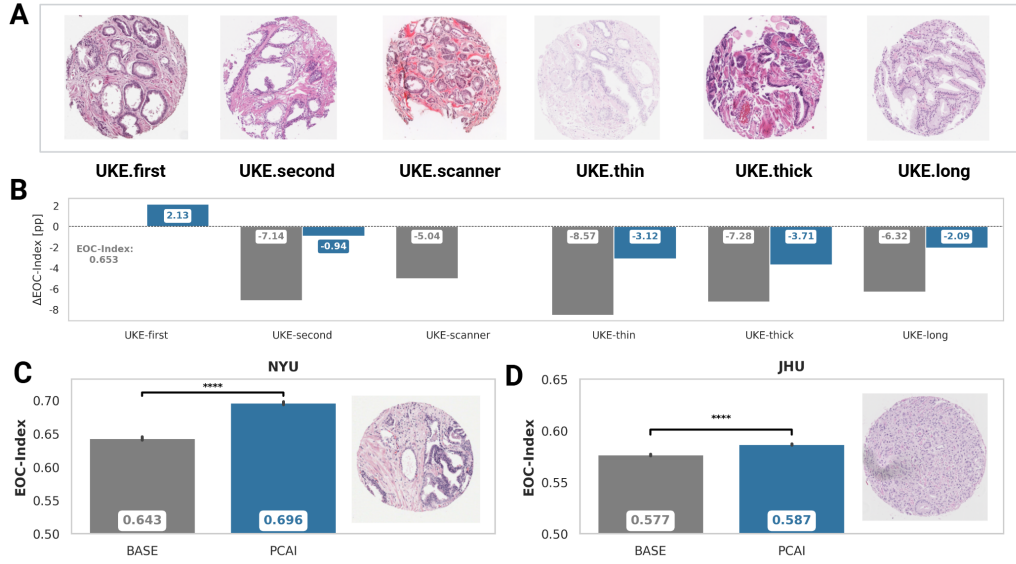 A
UKE.first UKE.second UKE.scanner UKE.thin UKE.thick UKE.long
B
ΔEOC-Index [pp]
2
0
-2
-4
-6
-8
EOC-Index:
0.653
2.13
-7.14
-0.94
-5.04
-8.57
-3.12
-7.28
-3.71
-6.32
-2.09
UKE-first UKE-second UKE-scanner UKE-thin UKE-thick UKE-long
C
NYU
EOC-Index
0.70
0.65
0.60
0.55
0.50
****
0.643
0.696
BASE PCAI
D
JHU
EOC-Index
0.65
0.60
0.55
0.50
****
0.577
0.587
BASE PCAI